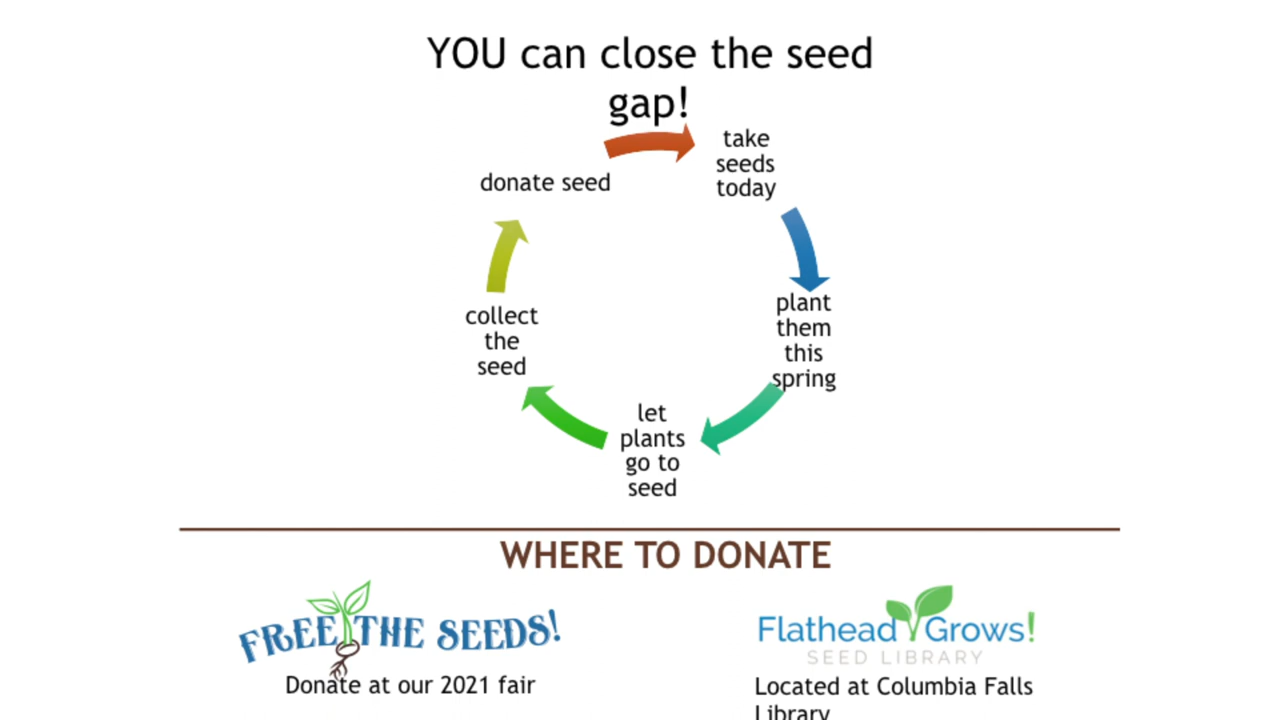 YOU can close the seed
gap!
take
seeds
today
plant
them
this
spring
let
plants
go to
seed
collect
the
seed
donate seed
WHERE TO DONATE
FREE THE SEEDS!
Donate at our 2021 fair
Flathead Grows!
SEED LIBRARY
Located at Columbia Falls
Library